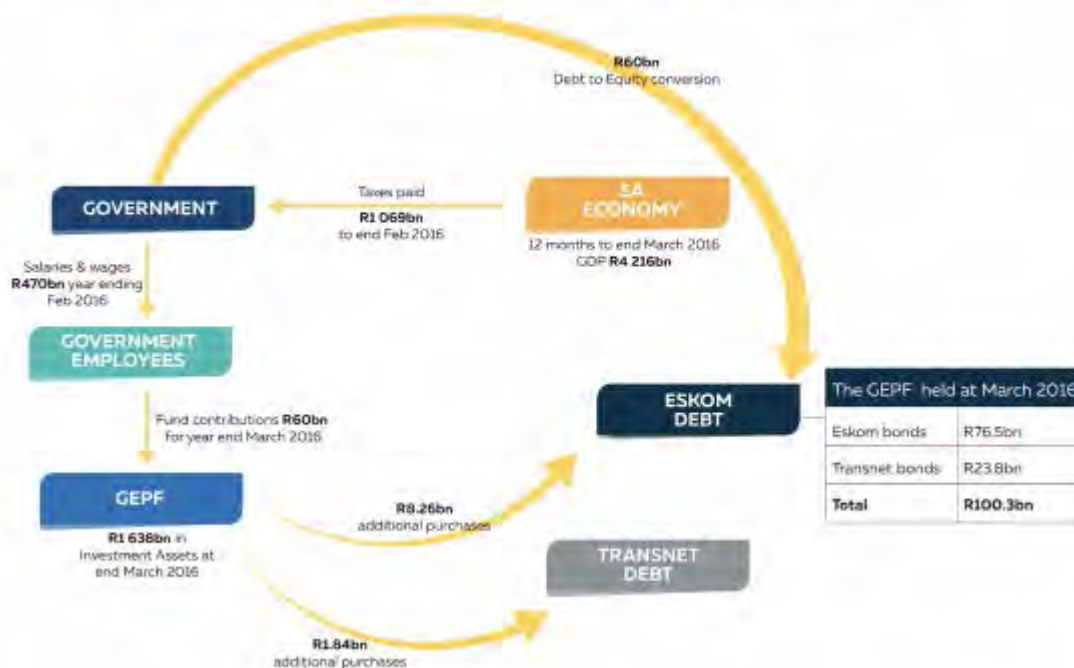 R60bn
Debt to Equity conversion
GOVERNMENT
Taxes paid
R1 069bn
to end Feb 2016
SA
ECONOMY
12 months to end March 2016
GDP R4 216bn
Salaries & wages
R470bn year ending
Feb 2016
GOVERNMENT
EMPLOYEES
Fund contributions R60bn
for year end March 2016
GEPF
R1 638bn in
Investment Assets at
end March 2016
R8.26bn
additional purchases
R1.84bn
additional purchases
ESKOM
DEBT
TRANSNET
DEBT
The GEPF held at March 2016
Eskom bonds R76.5bn
Transnet bonds R23.8bn
Total R100.3bn